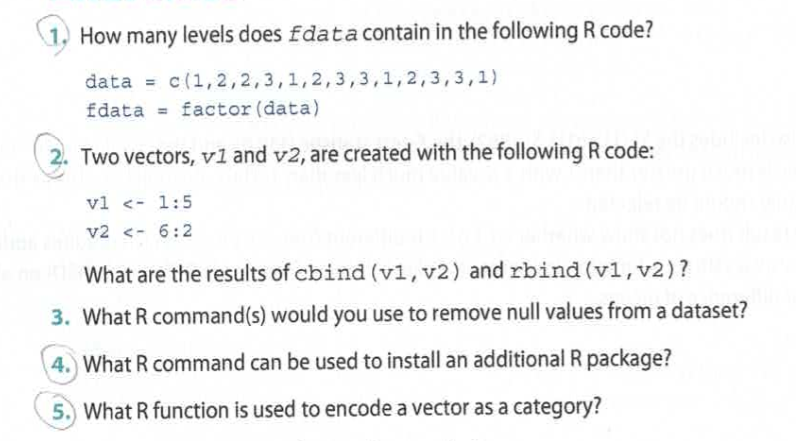 1. How many levels does fdata contain in the following R code?
data = c(1,2,2,3,1,2,3,3,1,2,3,3,1)
fdata = factor(data)
2. Two vectors, v1 and v2, are created with the following R code:
v1 <- 1:5
v2 <- 6:2
What are the results of cbind(v1,v2) and rbind(v1,v2)?
3. What R command(s) would you use to remove null values from a dataset?
4. What R command can be used to install an additional R package?
5. What R function is used to encode a vector as a category?